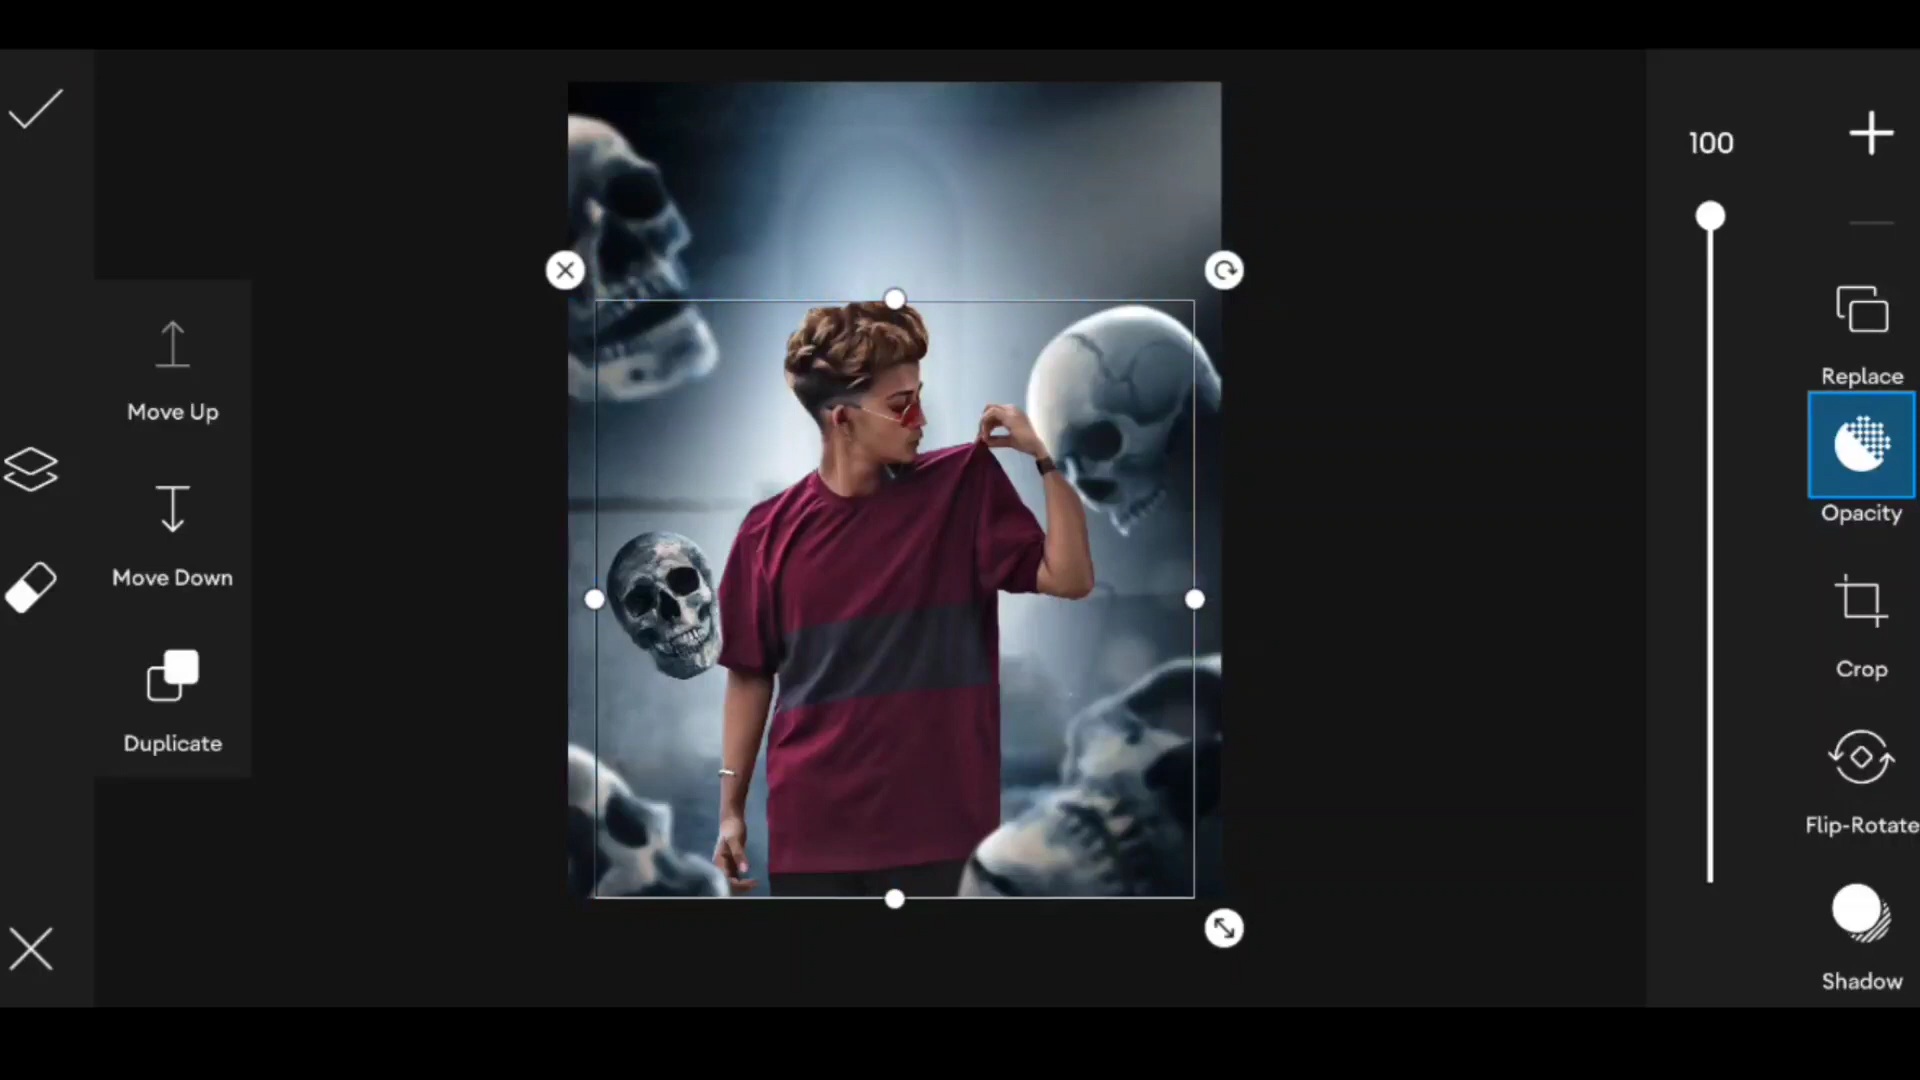 100
Replace
Move Up
Opacity
Move Down
Crop
Duplicate
Flip-Rotate
Shadow